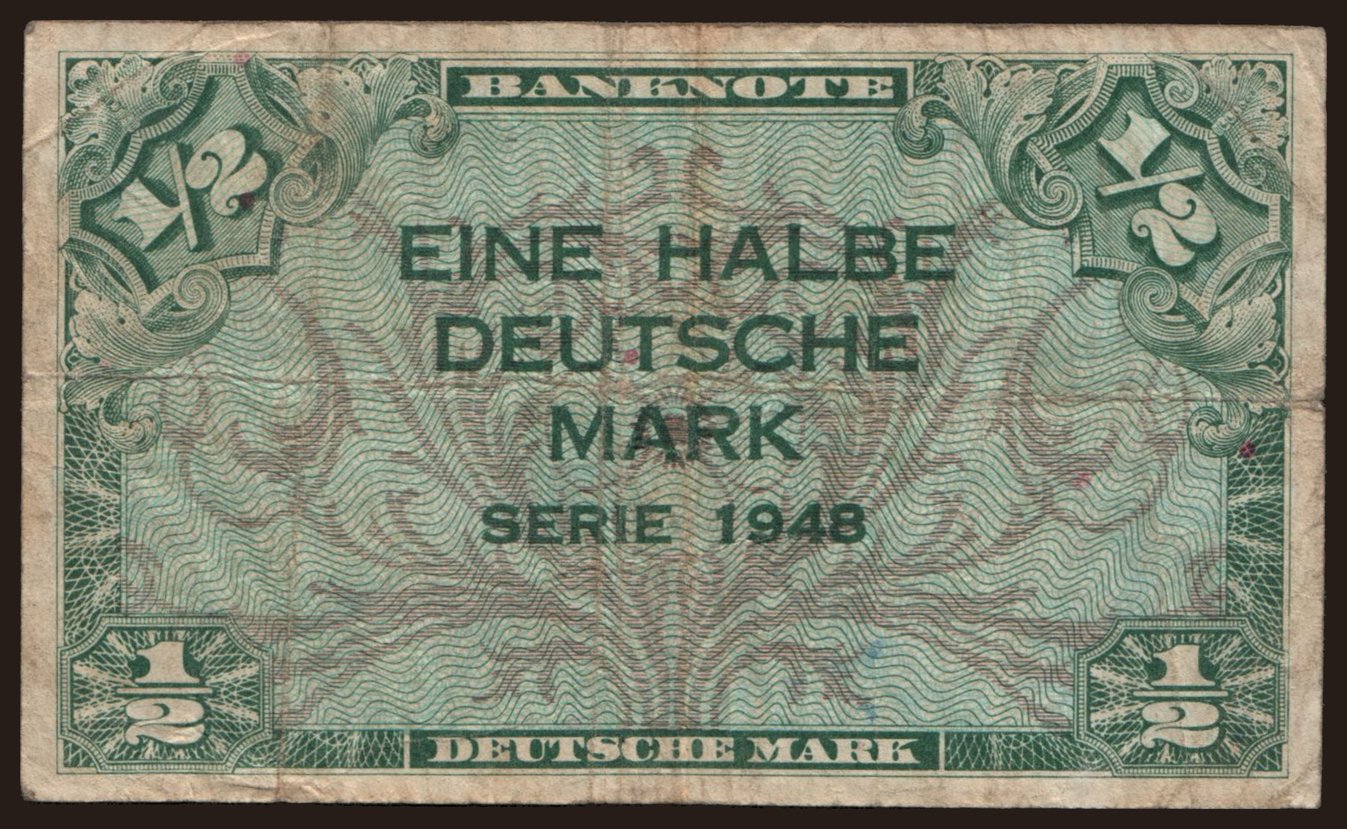 BANKNOTE
1/2
1/2
EINE HALBE
DEUTSCHE
MARK
SERIE 1948
1/2
1/2
DEUTSCHE MARK